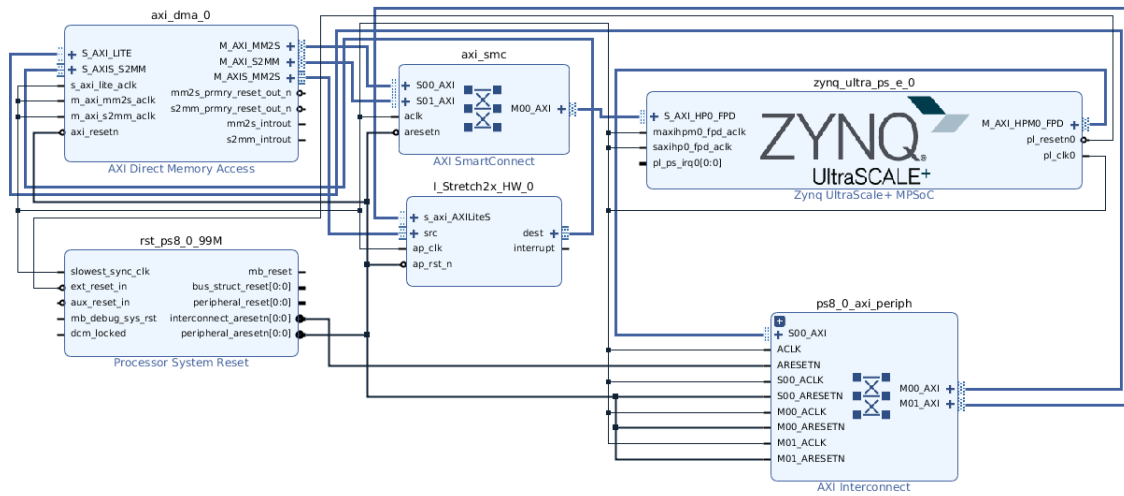 axi_dma_0
S_AXI_LITE
S_AXIS_S2MM
s_axi_lite_aclk
m_axi_mm2s_aclk
m_axi_s2mm_aclk
axi_resetn
M_AXI_MM2S
M_AXI_S2MM
M_AXIS_MM2S
mm2s_prmry_reset_out_n
s2mm_prmry_reset_out_n
mm2s_introut
s2mm_introut
AXI Direct Memory Access
axi_smc
S00_AXI
S01_AXI
aclk
aresetn
M00_AXI
AXI SmartConnect
zynq_ultra_ps_e_0
S_AXI_HP0_FPD
maxihpm0_fpd_aclk
saxihp0_fpd_aclk
pl_ps_irq0[0:0]
ZYNQ
UltraSCALE+
M_AXI_HPM0_FPD
pl_resetn0
pl_clk0
Zynq UltraScale+ MPSoC
I_Stretch2x_HW_0
s_axi_AXILiteS
src
ap_clk
ap_rst_n
dest
interrupt
rst_ps8_0_99M
slowest_sync_clk
ext_reset_in
aux_reset_in
mb_debug_sys_rst
dcm_locked
mb_reset
bus_struct_reset[0:0]
peripheral_reset[0:0]
interconnect_aresetn[0:0]
peripheral_aresetn[0:0]
Processor System Reset
ps8_0_axi_periph
S00_AXI
ACLK
ARESETN
S00_ACLK
S00_ARESETN
M00_ACLK
M00_ARESETN
M01_ACLK
M01_ARESETN
M00_AXI
M01_AXI
AXI Interconnect